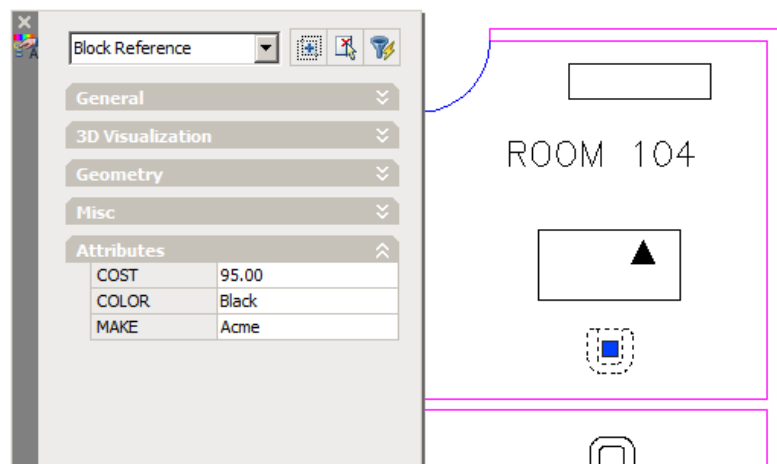 Block Reference
General
3D Visualization
Geometry
Misc
Attributes
COST 95.00
COLOR Black
MAKE Acme
ROOM 104